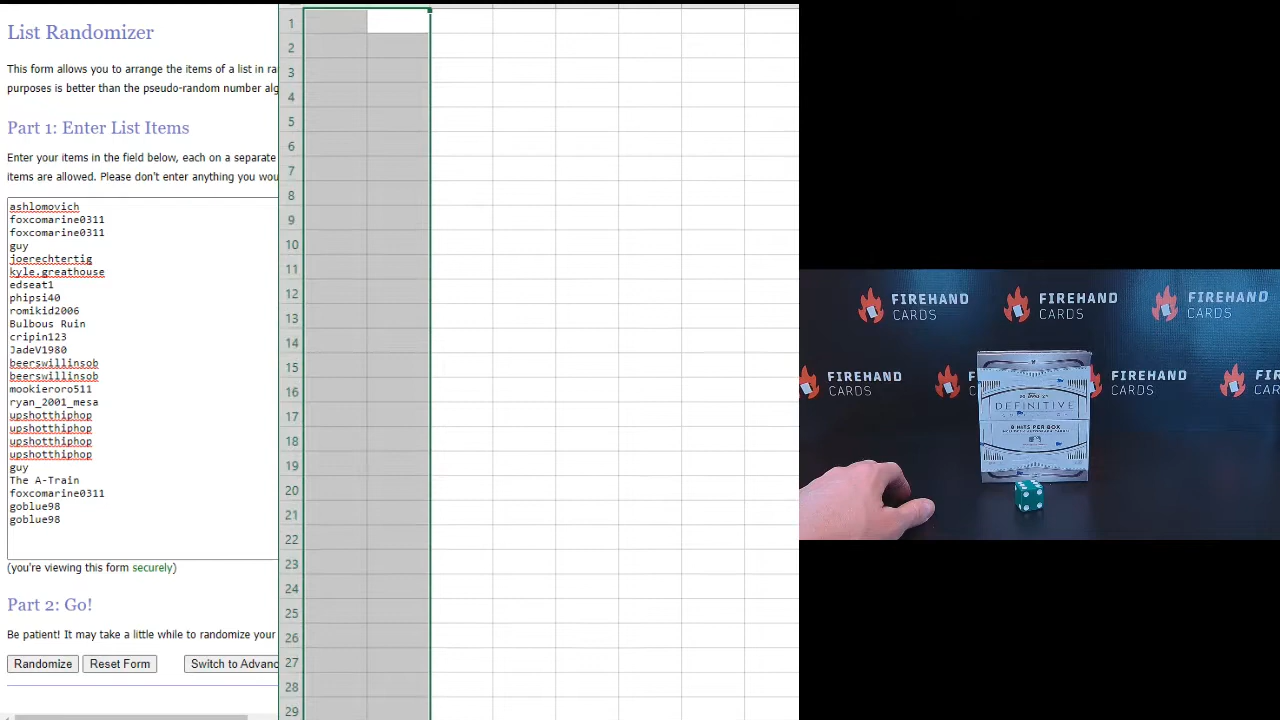 List Randomizer
This form allows you to arrange the items of a list in ra
purposes is better than the pseudo-random number alg
Part 1: Enter List Items
Enter your items in the field below, each on a separate
items are allowed. Please don't enter anything you wou
ashlomovich
foxcomarine0311
foxcomarine0311
guy
joerechtertig
kyle.greathouse
edseat1
phipsi40
romikid2006
Bulbous Ruin
cripin123
JadeV1980
beerswillinsob
beerswillinsob
mookieroro511
ryan_2001_mesa
upshotthiphop
upshotthiphop
upshotthiphop
upshotthiphop
guy
The A-Train
foxcomarine0311
goblue98
goblue98
(you're viewing this form securely)
Part 2: Go!
Be patient! It may take a little while to randomize your
Randomize
Reset Form
Switch to Advanc
1
2
3
4
5
6
7
8
9
10
11
12
13
14
15
16
17
18
19
20
21
22
23
24
25
26
27
28
29
FIREHAND
CARDS
FIREHAND
CARDS
FIREHAND
CARDS
FIREHAND
CARDS
F
FIREHAND
CARDS
FIR
CAR
DEFINITIVE
8 HITS PER BOX